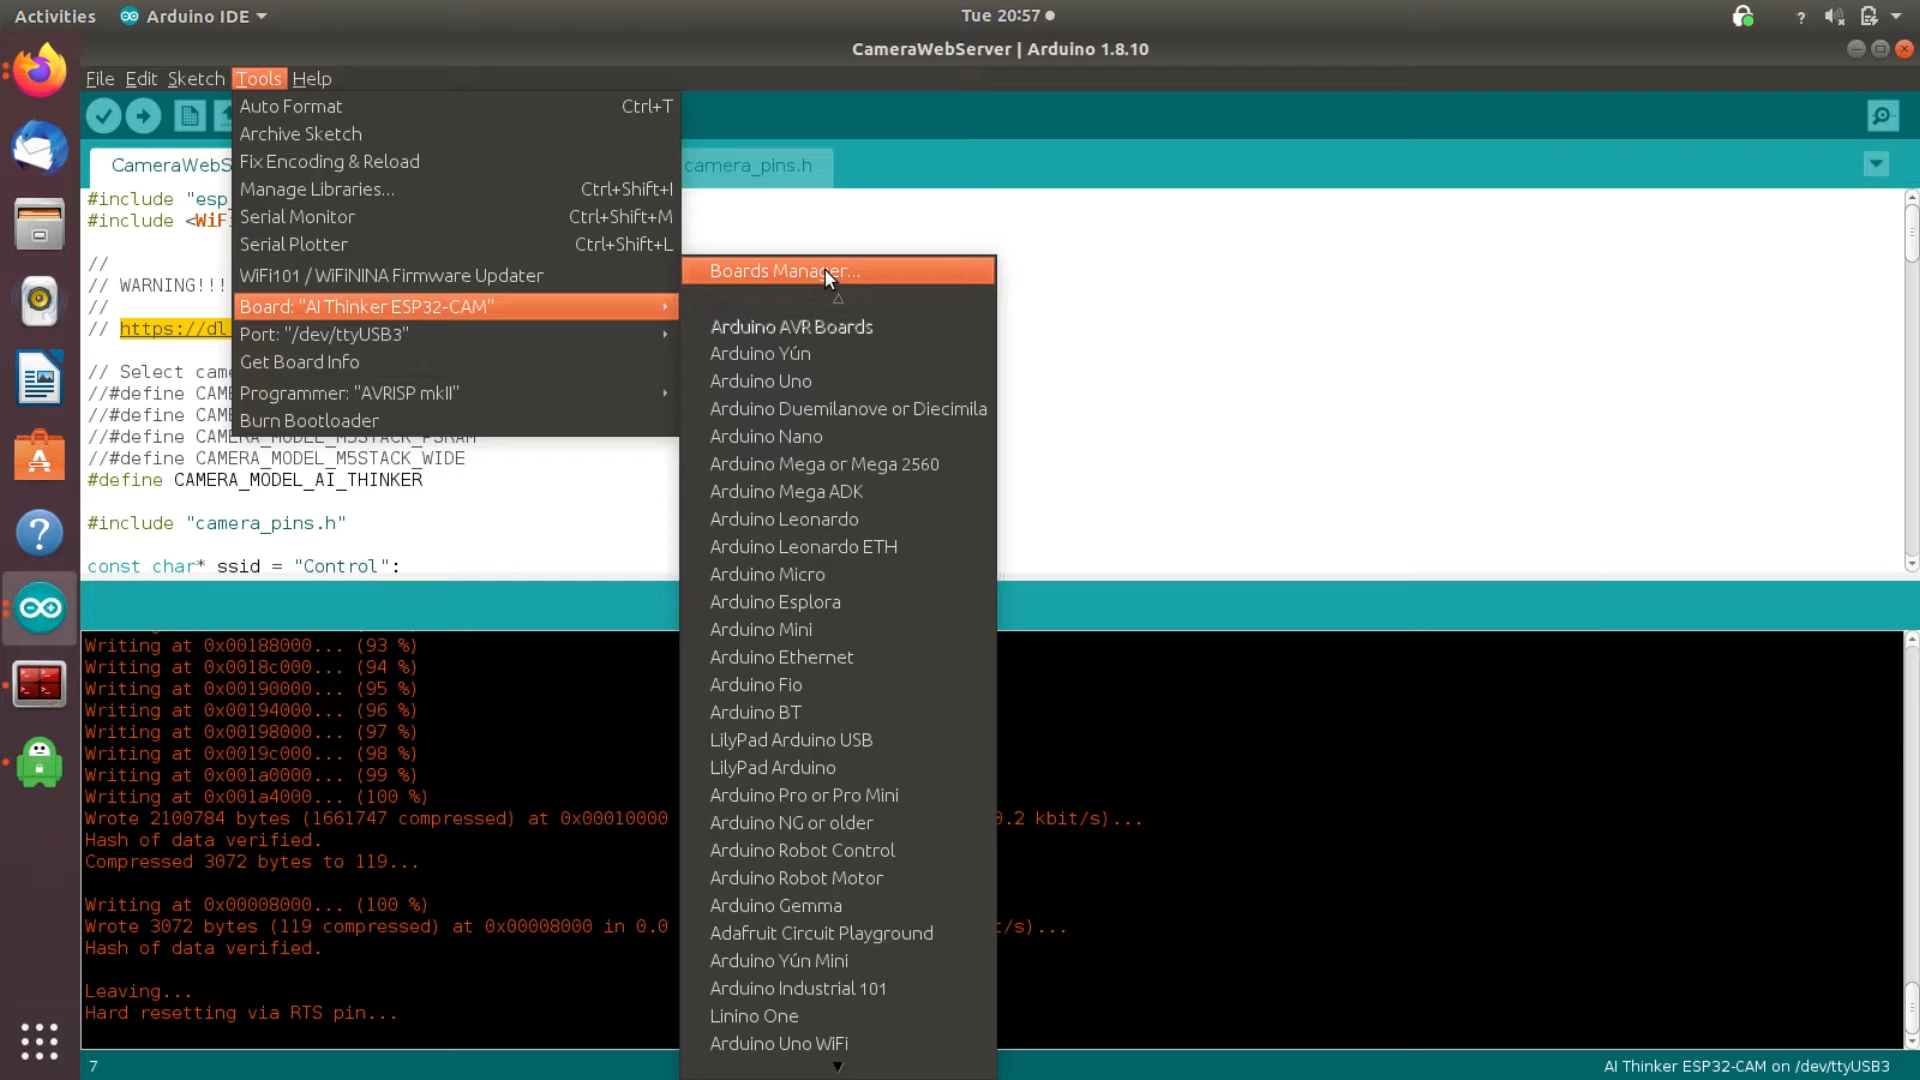 Activities Arduino IDE Tue 20:57
CameraWebServer | Arduino 1.8.10
File Edit Sketch Tools Help
Auto Format Ctrl+T
Archive Sketch
Fix Encoding & Reload
Manage Libraries... Ctrl+Shift+I
Serial Monitor Ctrl+Shift+M
Serial Plotter Ctrl+Shift+L
WiFi101 / WiFiNINA Firmware Updater
Board: "AI Thinker ESP32-CAM"
Port: "/dev/ttyUSB3"
Get Board Info
Programmer: "AVRISP mkII"
Burn Bootloader
Boards Manager...
Arduino AVR Boards
Arduino Yún
Arduino Uno
Arduino Duemilanove or Diecimila
Arduino Nano
Arduino Mega or Mega 2560
Arduino Mega ADK
Arduino Leonardo
Arduino Leonardo ETH
Arduino Micro
Arduino Esplora
Arduino Mini
Arduino Ethernet
Arduino Fio
Arduino BT
LilyPad Arduino USB
LilyPad Arduino
Arduino Pro or Pro Mini
Arduino NG or older
Arduino Robot Control
Arduino Robot Motor
Arduino Gemma
Adafruit Circuit Playground
Arduino Yún Mini
Arduino Industrial 101
Linino One
Arduino Uno WiFi
CameraWebS camera_pins.h
#include "esp
#include <WiF
//
// WARNING!!!
//
// https://dl
// Select cam
//#define CAM
//#define CAM
//#define CAMERA_MODEL_M5STACK_PSRAM
//#define CAMERA_MODEL_M5STACK_WIDE
#define CAMERA_MODEL_AI_THINKER
#include "camera_pins.h"
const char* ssid = "Control";
Writing at 0x00188000... (93 %)
Writing at 0x0018c000... (94 %)
Writing at 0x00190000... (95 %)
Writing at 0x00194000... (96 %)
Writing at 0x00198000... (97 %)
Writing at 0x0019c000... (98 %)
Writing at 0x001a0000... (99 %)
Writing at 0x001a4000... (100 %)
Wrote 2100784 bytes (1661747 compressed) at 0x00010000 0.2 kbit/s)...
Hash of data verified.
Compressed 3072 bytes to 119...
Writing at 0x00008000... (100 %)
Wrote 3072 bytes (119 compressed) at 0x00008000 in 0.0 t/s)...
Hash of data verified.
Leaving...
Hard resetting via RTS pin...
7 AI Thinker ESP32-CAM on /dev/ttyUSB3